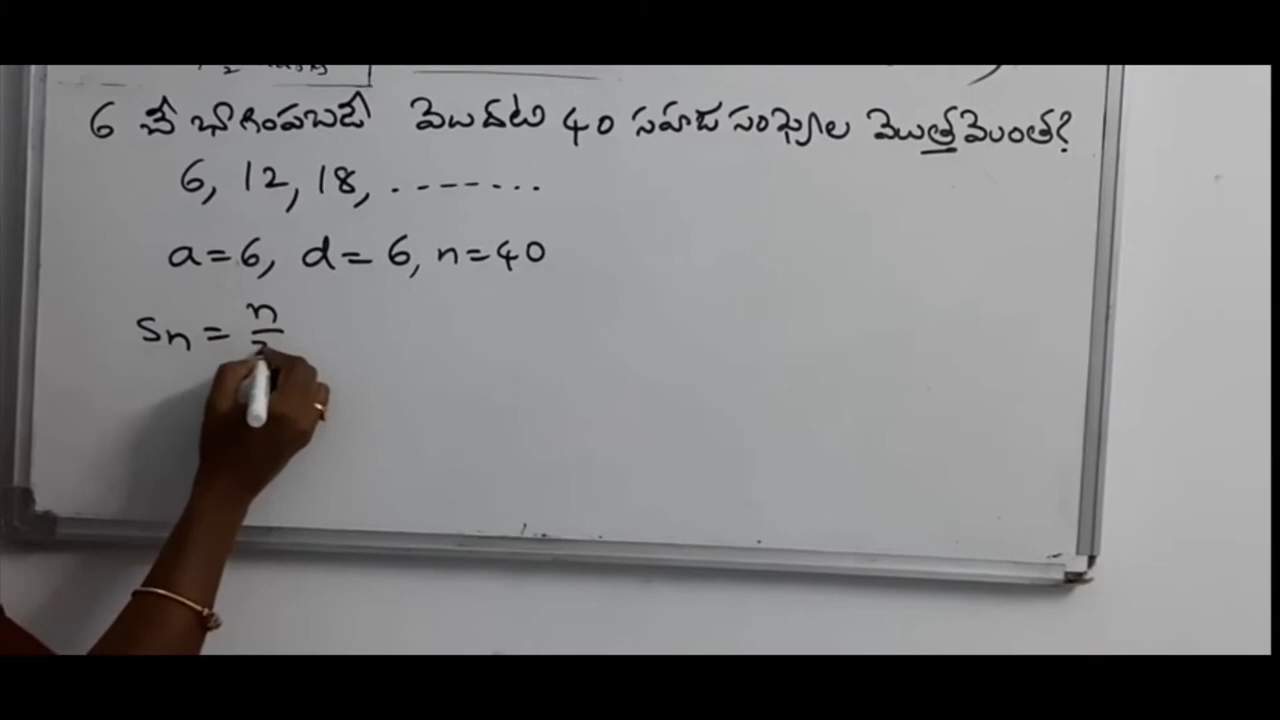 6 చే భాగింపబడే మొదటి 40 సహజ సంఖ్యల మొత్తమెంత?
6, 12, 18, ........
a = 6, d = 6, n = 40
Sn = n/2